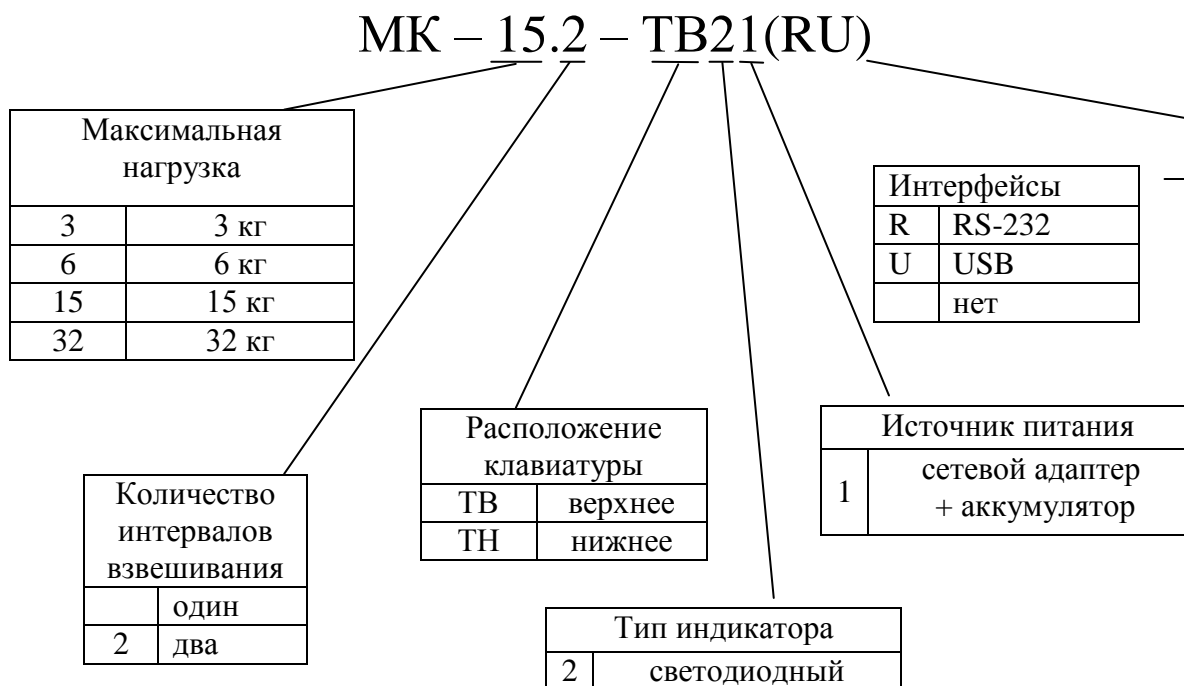 МК – 15.2 – ТВ21(RU)
Максимальная
нагрузка
3 3 кг
6 6 кг
15 15 кг
32 32 кг
Интерфейсы
R RS-232
U USB
нет
Расположение
клавиатуры
ТВ верхнее
ТН нижнее
Источник питания
1 сетевой адаптер
+ аккумулятор
Количество
интервалов
взвешивания
один
2 два
Тип индикатора
2 светодиодный